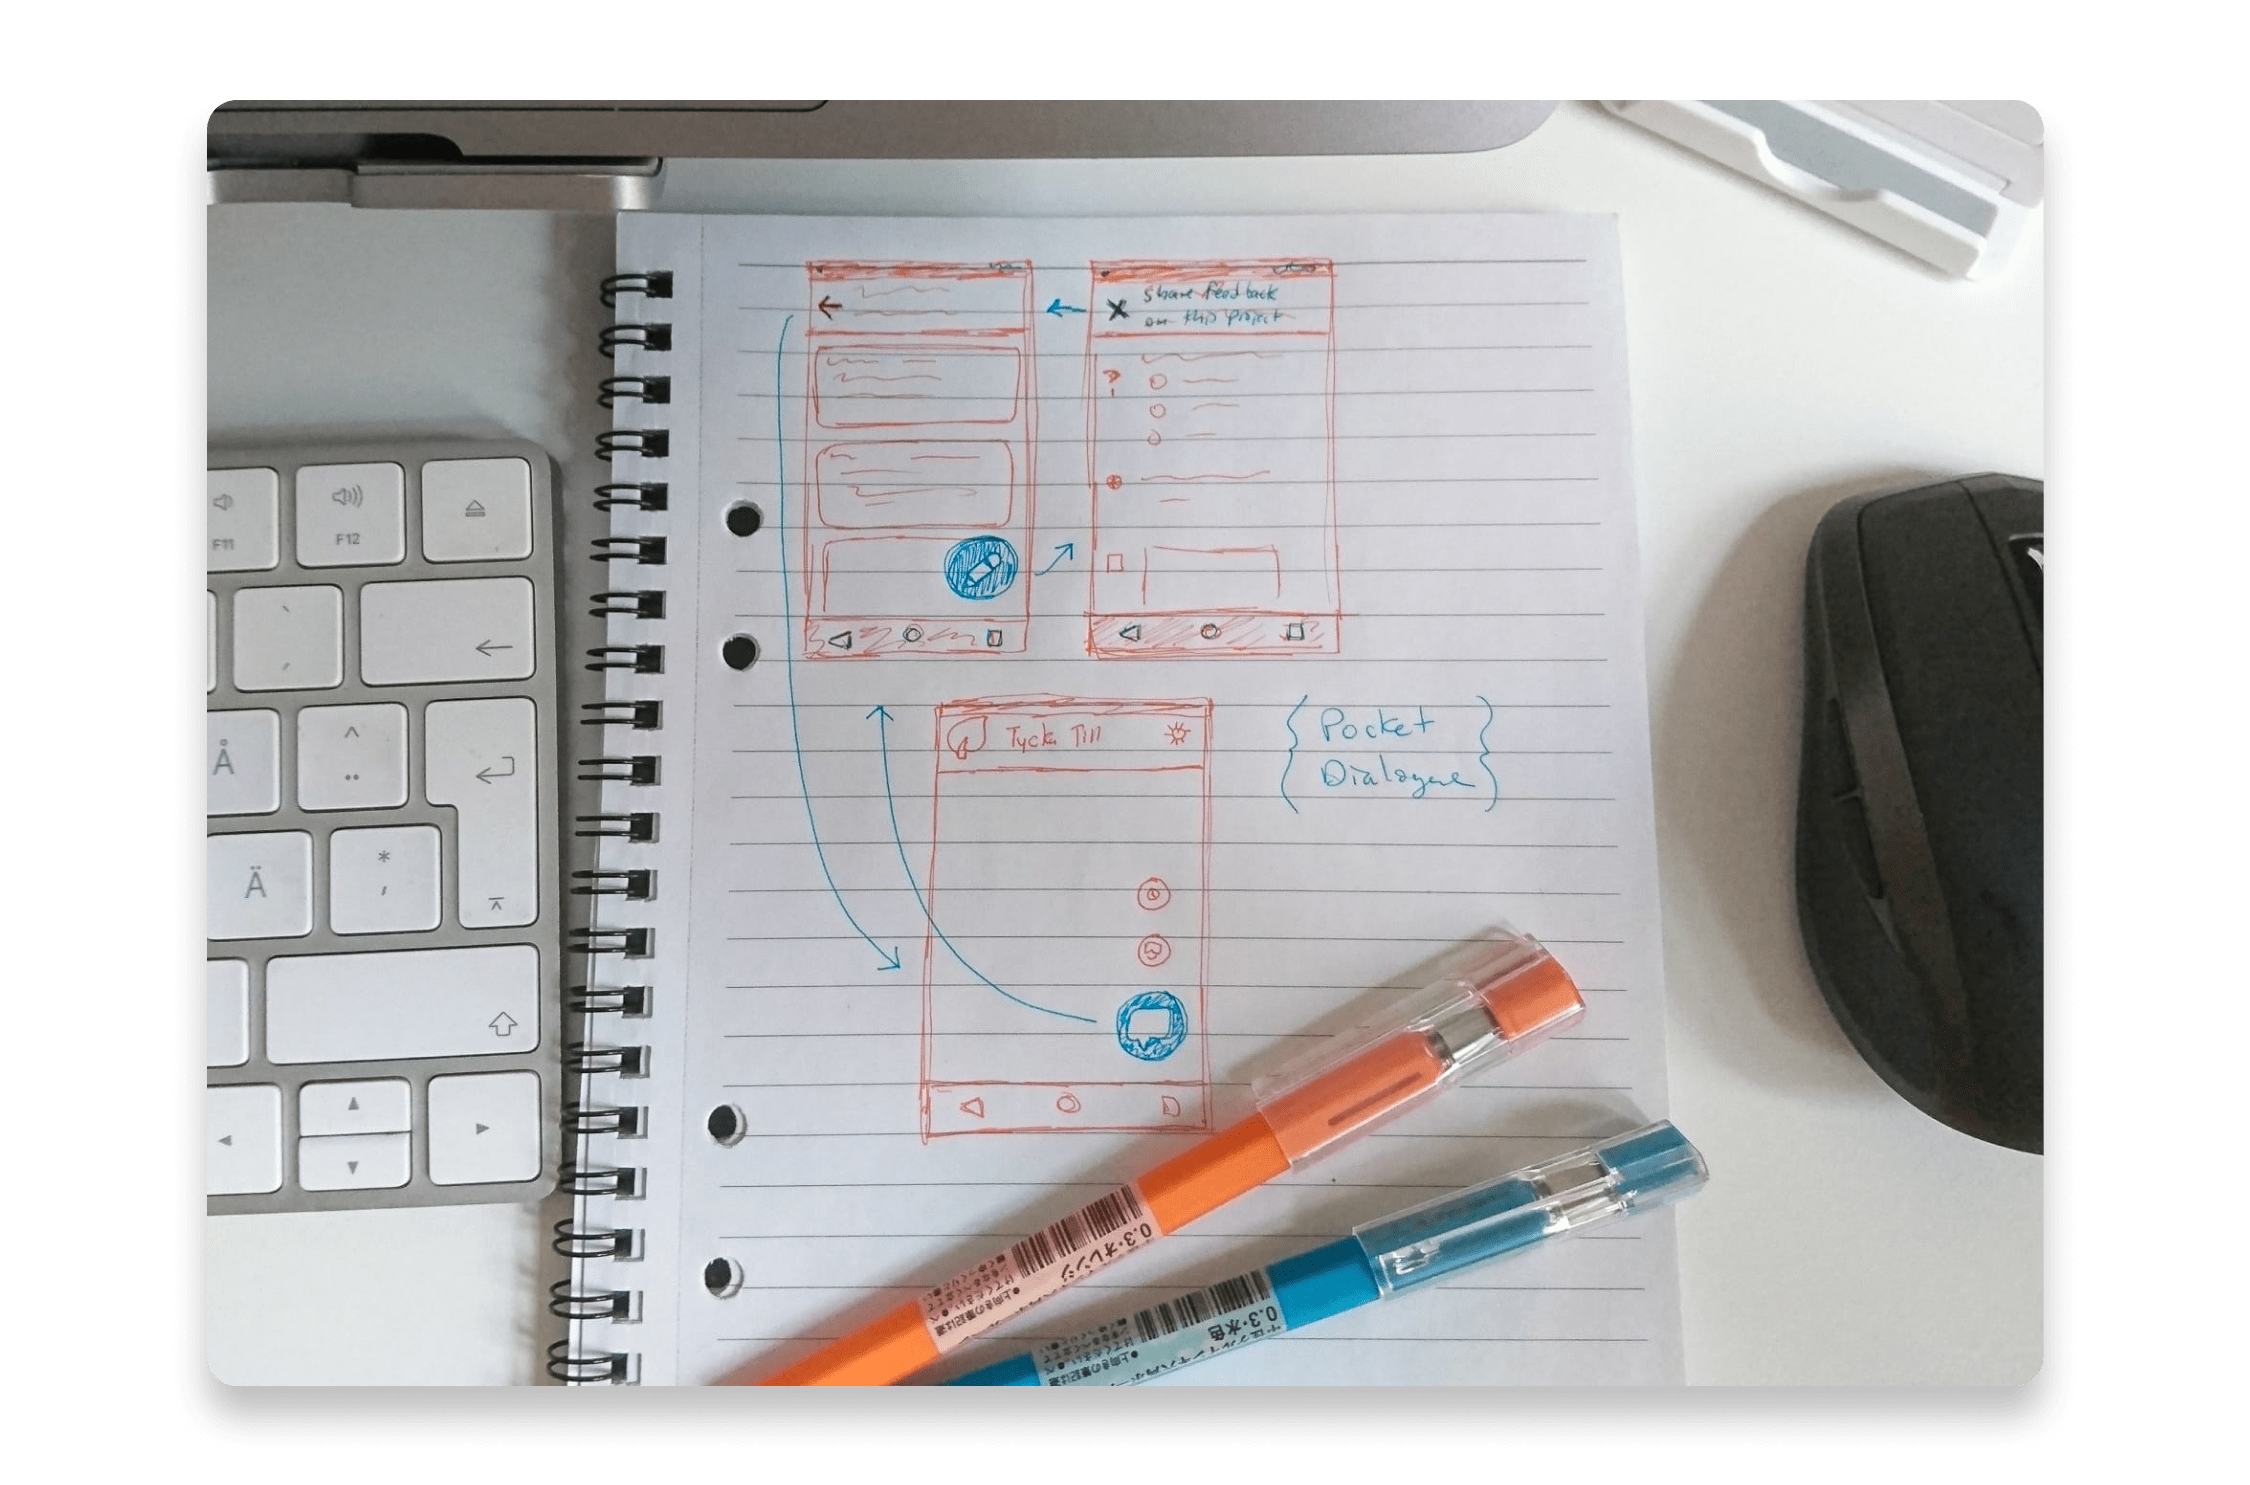 Share feedback
on this project
Tycka Till
Pocket
Dialogue
F11
F12
Å
^
¨
Ä
*
'
0.3・オレンジ
0.3・水色